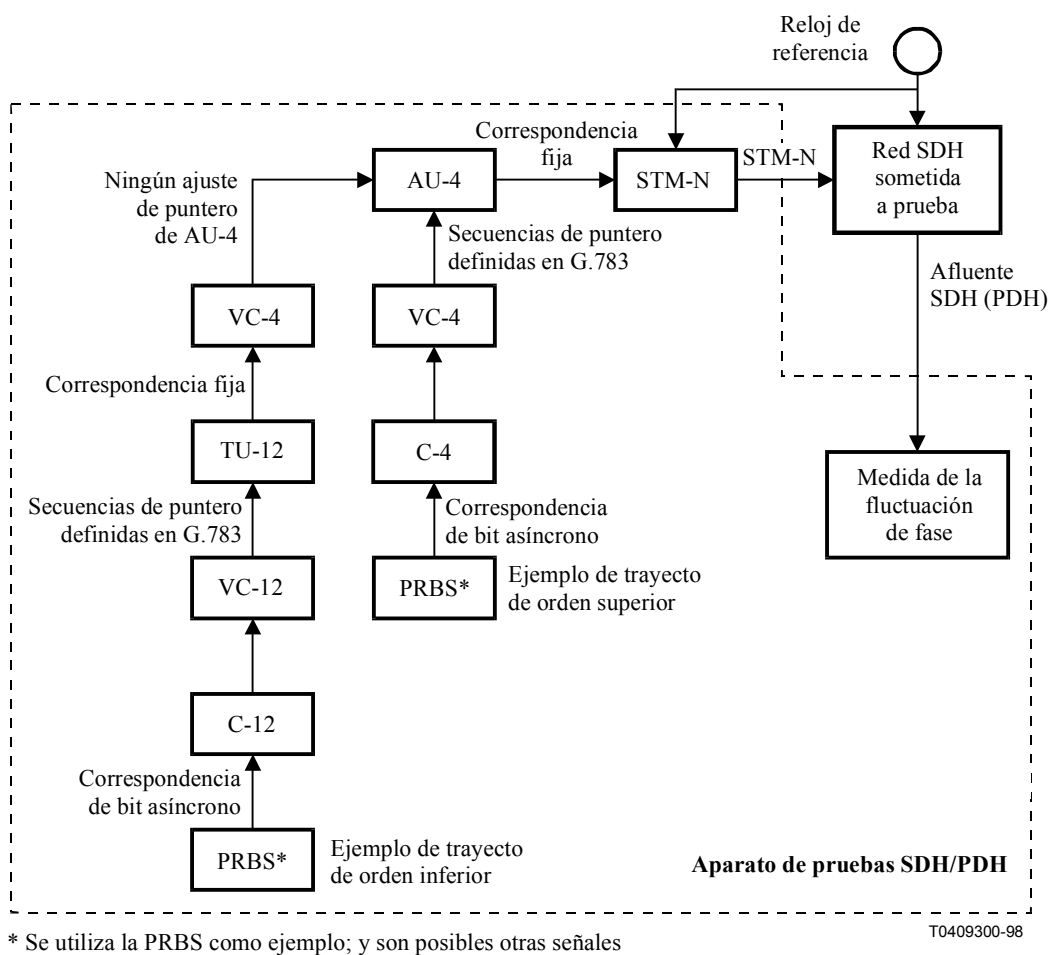 Reloj de
referencia
Correspondencia
fija
STM-N
Red SDH
sometida
a prueba
AU-4
STM-N
Ningún ajuste
de puntero
de AU-4
Secuencias de puntero
definidas en G.783
Afluente
SDH (PDH)
VC-4
VC-4
Correspondencia fija
TU-12
C-4
Medida de la
fluctuación
de fase
Secuencias de puntero
definidas en G.783
Correspondencia
de bit asíncrono
VC-12
PRBS*
Ejemplo de trayecto
de orden superior
C-12
Correspondencia
de bit asíncrono
PRBS*
Ejemplo de trayecto
de orden inferior
Aparato de pruebas SDH/PDH
T0409300-98
* Se utiliza la PRBS como ejemplo; y son posibles otras señales